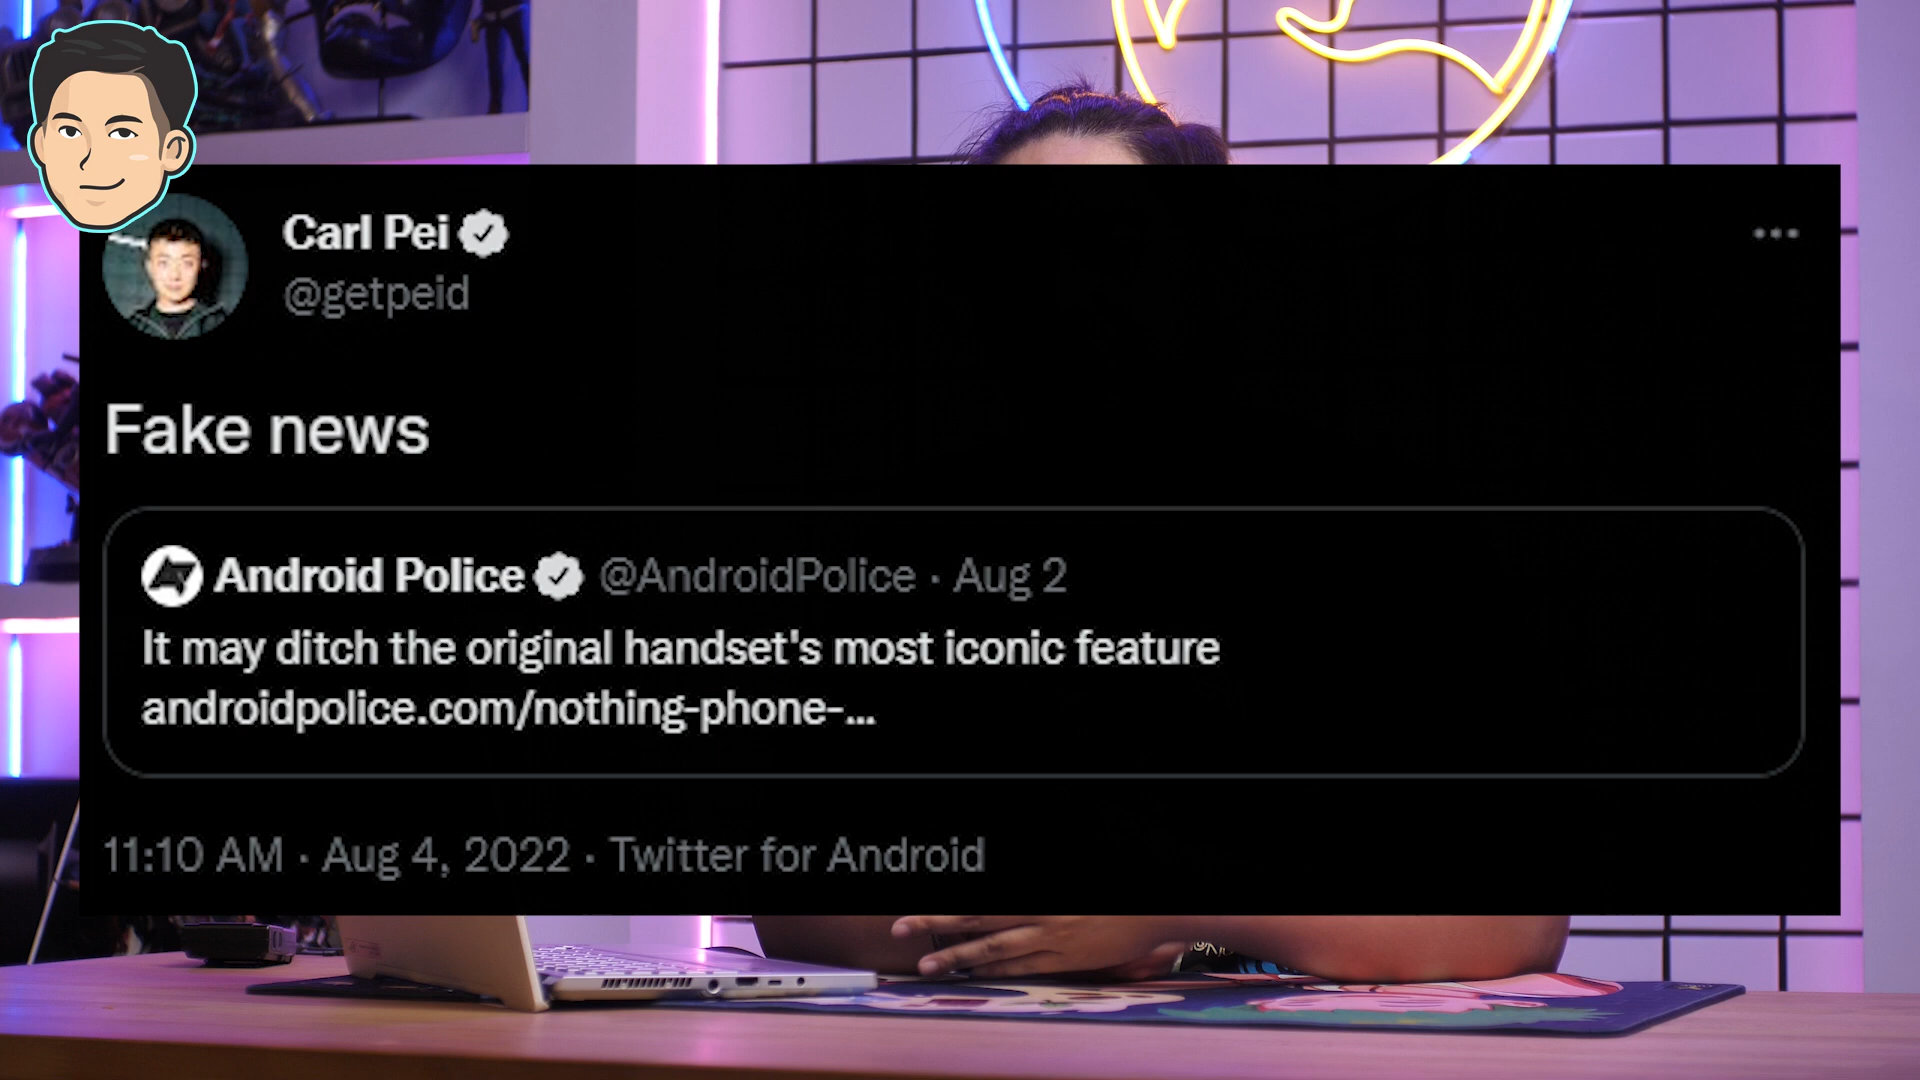 Carl Pei
@getpeid
Fake news
Android Police @AndroidPolice · Aug 2
It may ditch the original handset's most iconic feature
androidpolice.com/nothing-phone-...
11:10 AM · Aug 4, 2022 · Twitter for Android